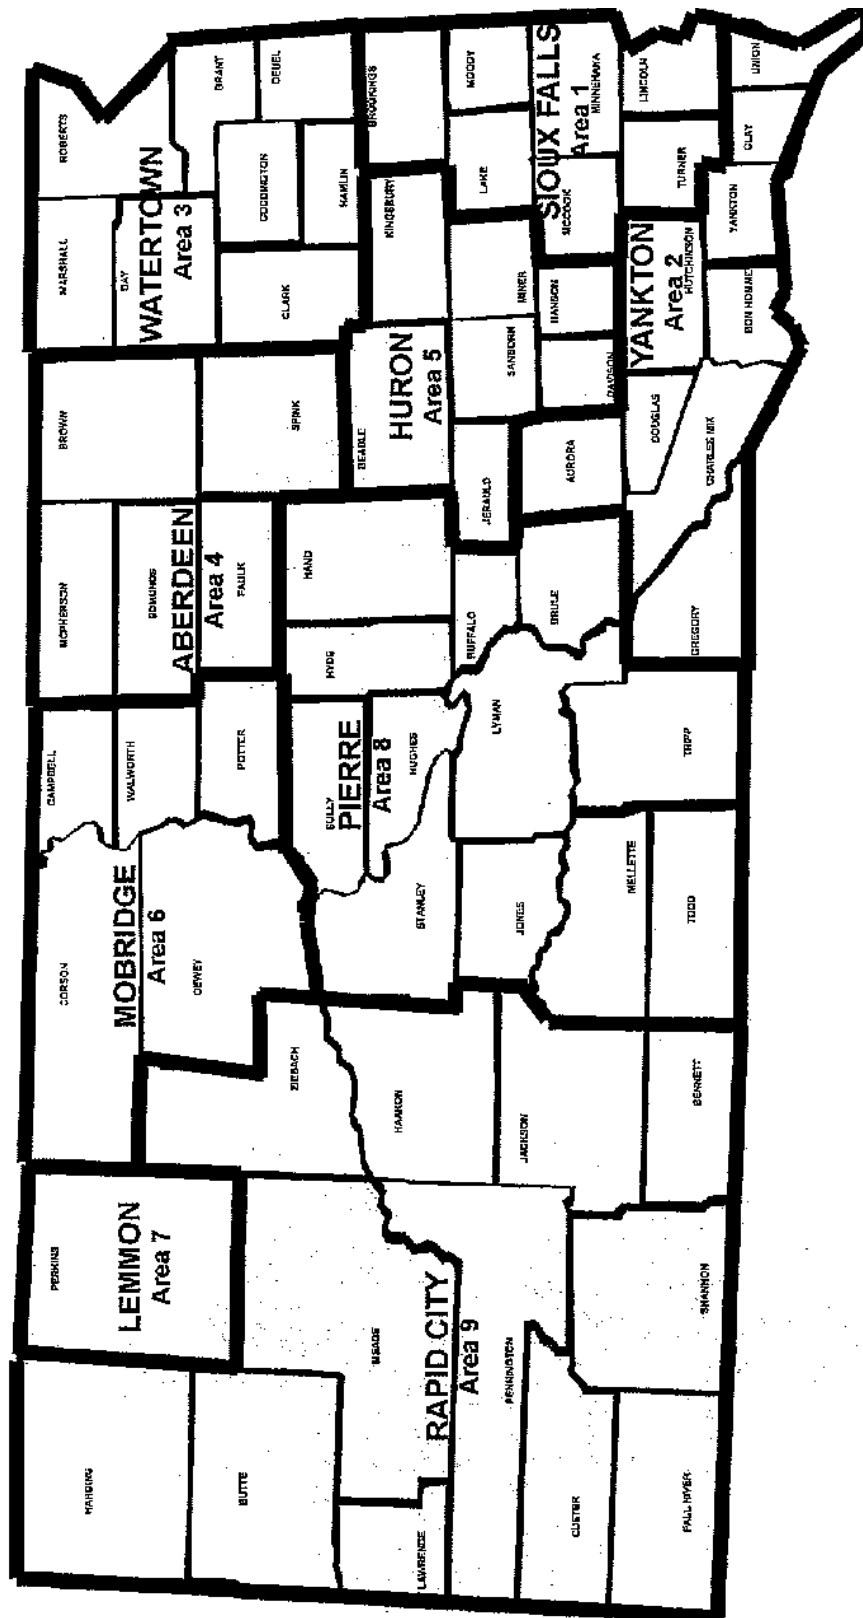 HARDING
PERKINS
LEMMON
Area 7
CORSON
CAMPBELL
MCPHERSON
BROWN
MARSHALL
ROBERTS
BUTTE
MOBRIDGE
Area 6
DEWEY
WALWORTH
POTTER
EDMUNDS
ABERDEEN
Area 4
FAULK
SPINK
DAY
WATERTOWN
Area 3
GRANT
DEUEL
CODINGTON
HAMLIN
CLARK
ZIEBACH
MEADE
LAWRENCE
RAPID CITY
Area 9
PENNINGTON
HAAKON
STANLEY
SULLY
PIERRE
Area 8
HUGHES
HYDE
HAND
BEADLE
HURON
Area 5
KINGSBURY
BROOKINGS
JACKSON
JONES
LYMAN
BUFFALO
BRULE
JERAULD
SANBORN
MINER
LAKE
MOODY
AURORA
DAVISON
HANSON
MCCOOK
SIOUX FALLS
Area 1
MINNEHAHA
CUSTER
FALL RIVER
SHANNON
BENNETT
MELLETTE
TODD
TRIPP
GREGORY
CHARLES MIX
DOUGLAS
YANKTON
Area 2
HUTCHINSON
TURNER
LINCOLN
BON HOMME
YANKTON
CLAY
UNION